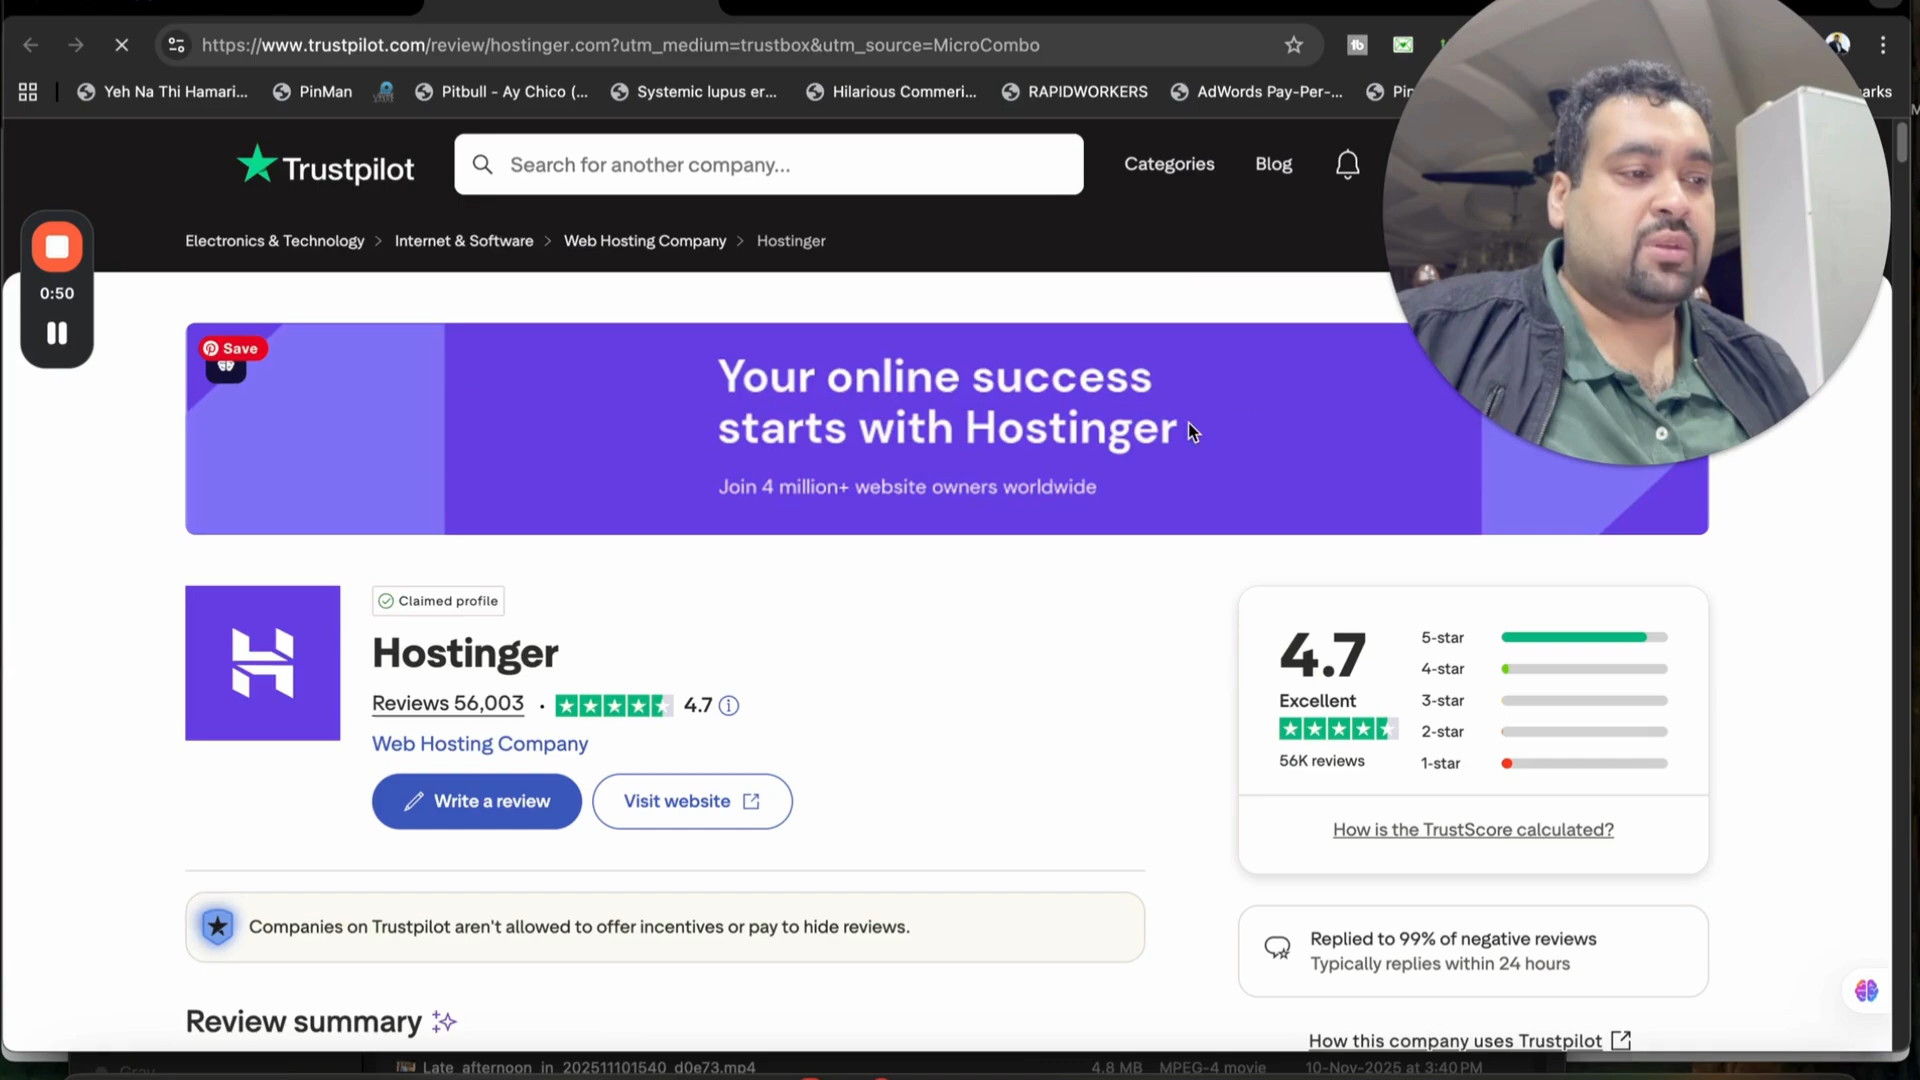 https://www.trustpilot.com/review/hostinger.com?utm_medium=trustbox&utm_source=MicroCombo
Yeh Na Thi Hamari...
PinMan
Pitbull - Ay Chico (...
Systemic lupus er...
Hilarious Commeri...
RAPIDWORKERS
AdWords Pay-Per-...
Trustpilot
Search for another company...
Categories
Blog
Electronics & Technology > Internet & Software > Web Hosting Company > Hostinger
0:50
Save
Your online success
starts with Hostinger
Join 4 million+ website owners worldwide
Claimed profile
Hostinger
Reviews 56,003 · 4.7
Web Hosting Company
Write a review
Visit website
4.7
Excellent
56K reviews
5-star
4-star
3-star
2-star
1-star
How is the TrustScore calculated?
Companies on Trustpilot aren't allowed to offer incentives or pay to hide reviews.
Replied to 99% of negative reviews
Typically replies within 24 hours
Review summary
How this company uses Trustpilot
Gray
Late_afternoon_in_202511101540_d0e73.mp4
4.8 MB
MPEG-4 movie
10-Nov-2025 at 3:40 PM